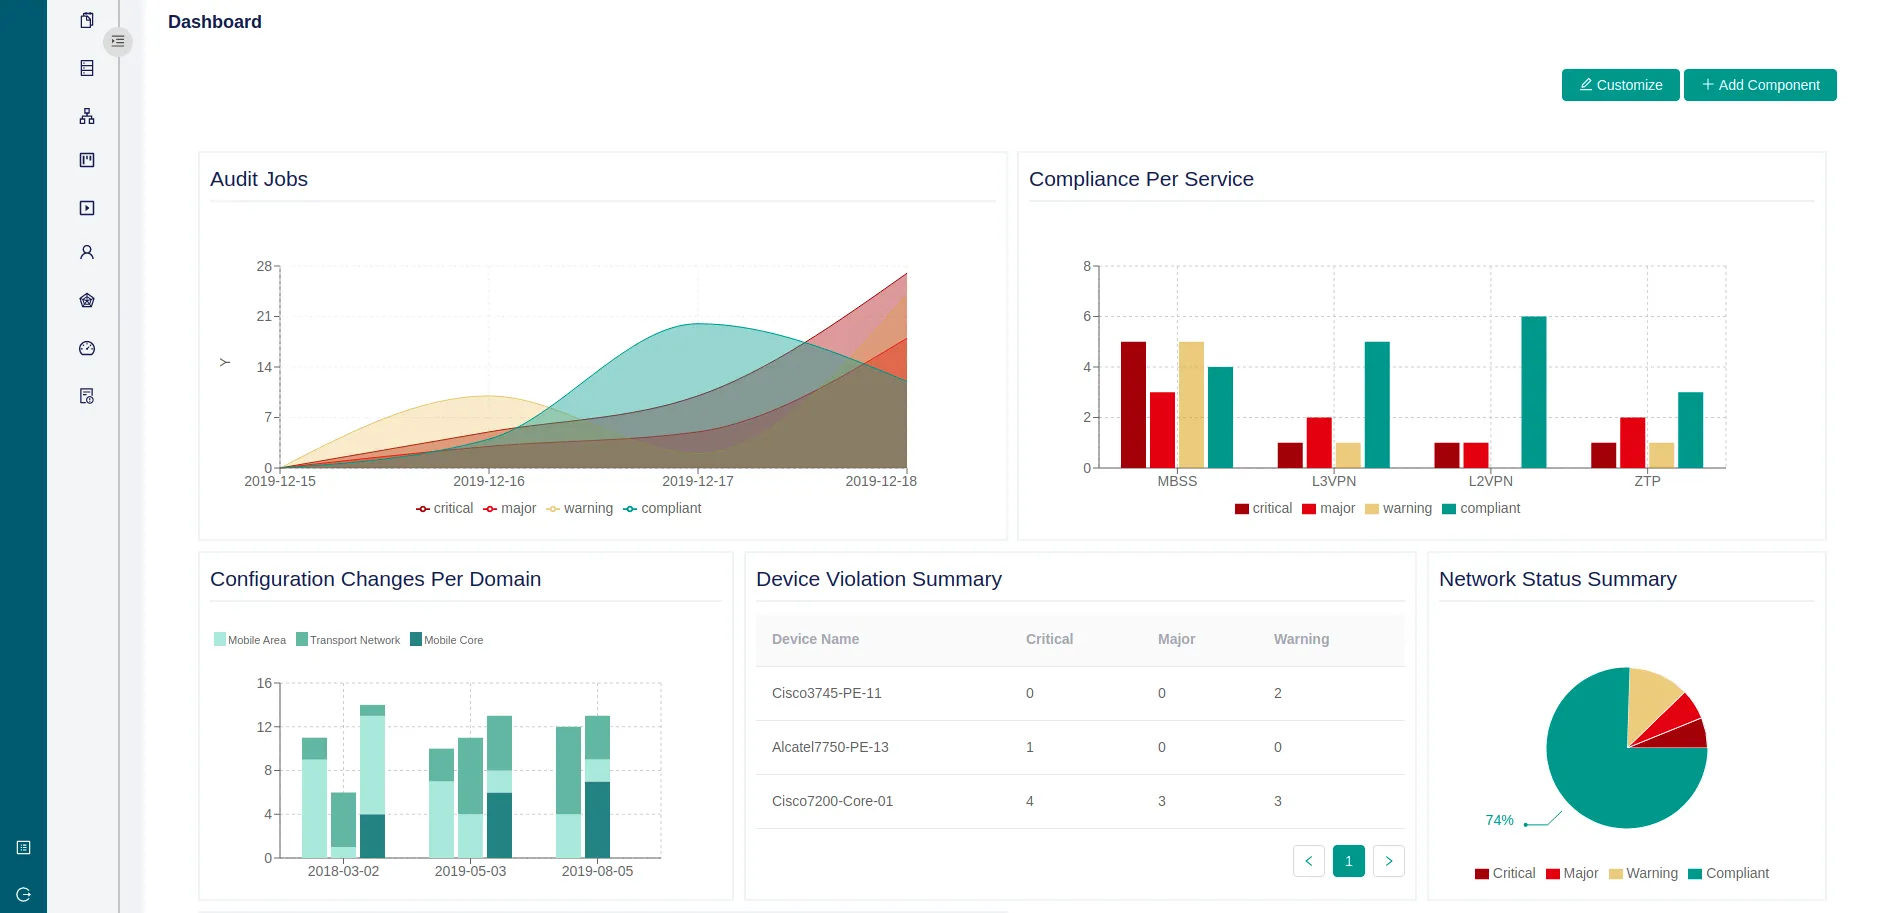 Dashboard
Customize
Add Component
Audit Jobs
28
21
14
7
0
Y
2019-12-15 2019-12-16 2019-12-17 2019-12-18
critical major warning compliant
Compliance Per Service
8
6
4
2
0
MBSS L3VPN L2VPN ZTP
critical major warning compliant
Configuration Changes Per Domain
Mobile Area Transport Network Mobile Core
16
12
8
4
0
2018-03-02 2019-05-03 2019-08-05
Device Violation Summary
Device Name Critical Major Warning
Cisco3745-PE-11 0 0 2
Alcatel7750-PE-13 1 0 0
Cisco7200-Core-01 4 3 3
< 1 >
Network Status Summary
74%
Critical Major Warning Compliant